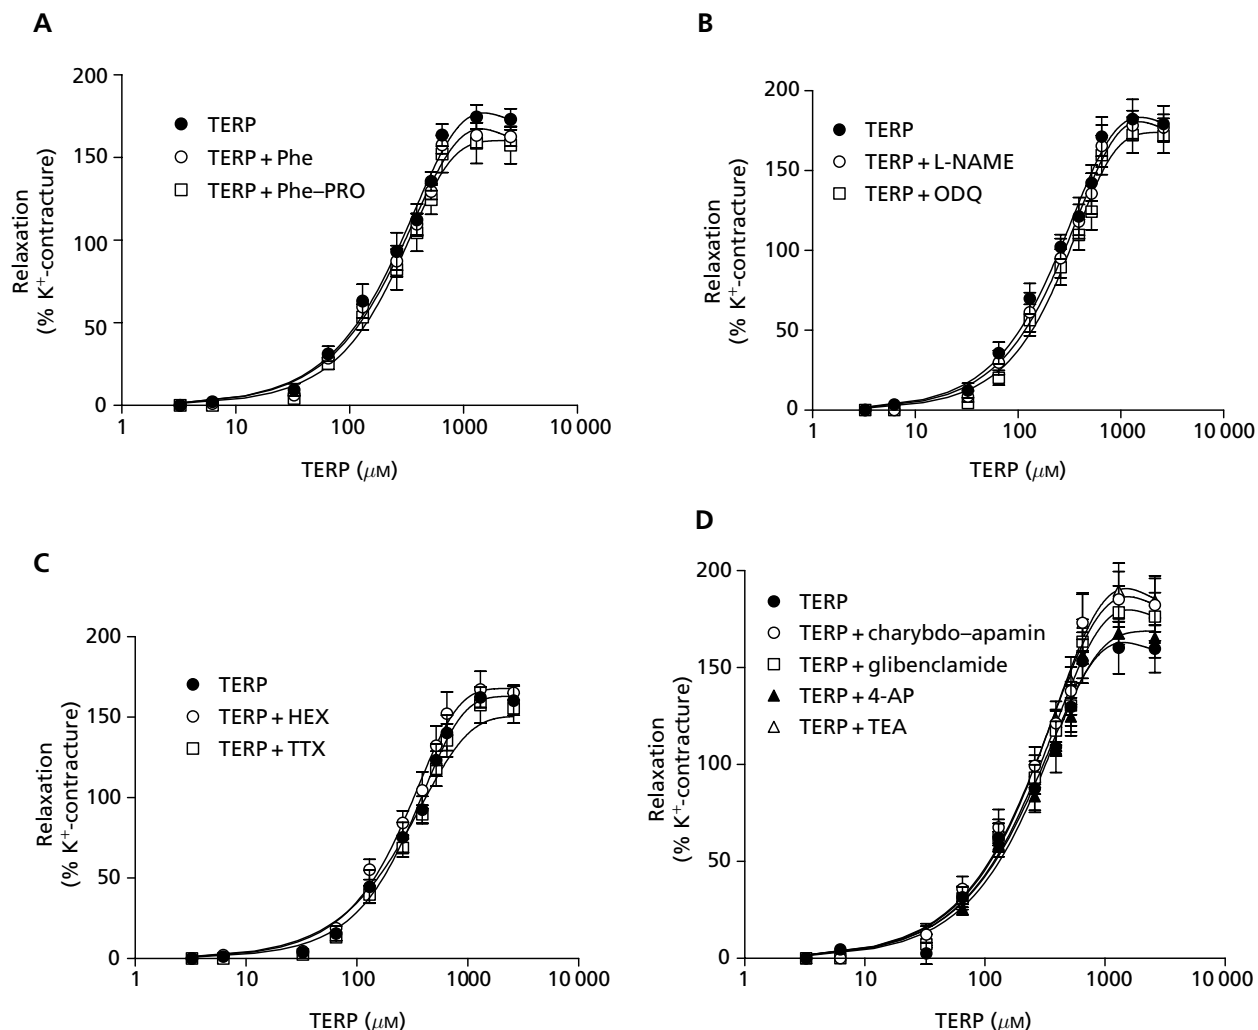 A
200
150
100
50
0
TERP
TERP + Phe
TERP + Phe–PRO
Relaxation
(% K⁺-contracture)
1 10 100 1000 10 000
TERP (μM)
B
200
150
100
50
0
TERP
TERP + L-NAME
TERP + ODQ
Relaxation
(% K⁺-contracture)
1 10 100 1000 10 000
TERP (μM)
C
200
150
100
50
0
TERP
TERP + HEX
TERP + TTX
Relaxation
(% K⁺-contracture)
1 10 100 1000 10 000
TERP (μM)
D
200
150
100
50
0
TERP
TERP + charybdo–apamin
TERP + glibenclamide
TERP + 4-AP
TERP + TEA
Relaxation
(% K⁺-contracture)
1 10 100 1000 10 000
TERP (μM)